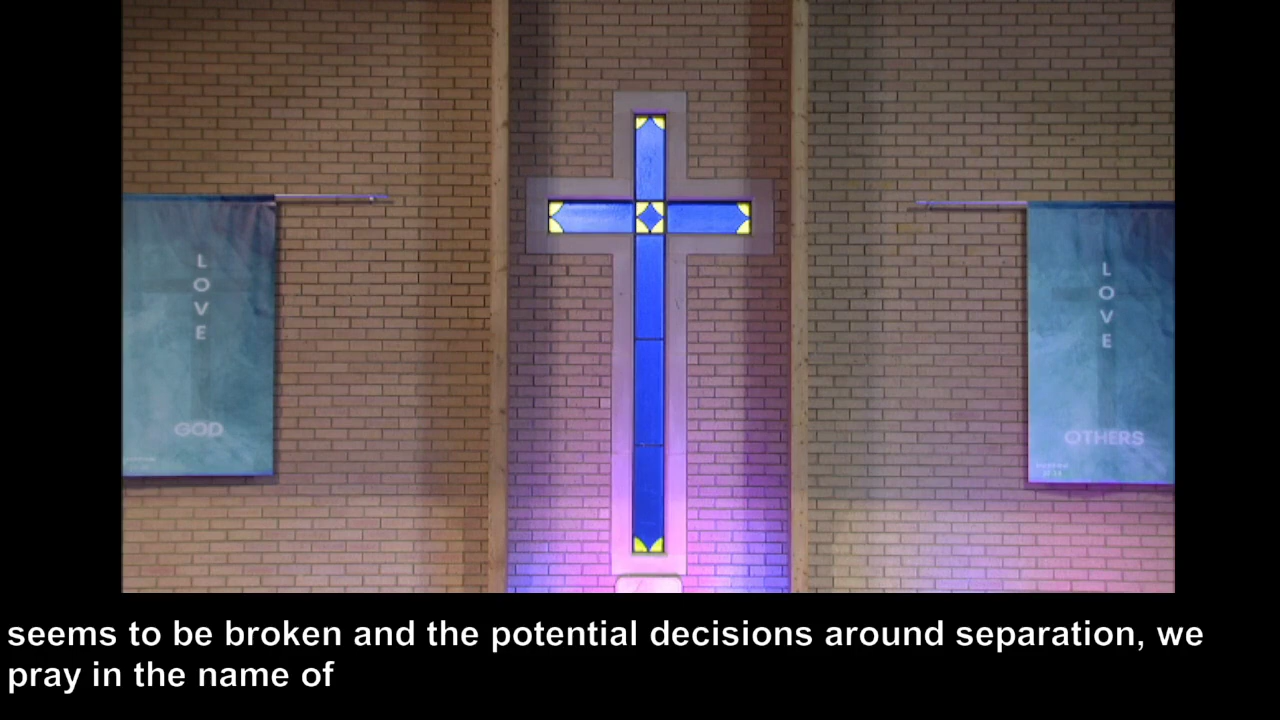 L
O
V
E
GOD
L
O
V
E
OTHERS
seems to be broken and the potential decisions around separation, we
pray in the name of